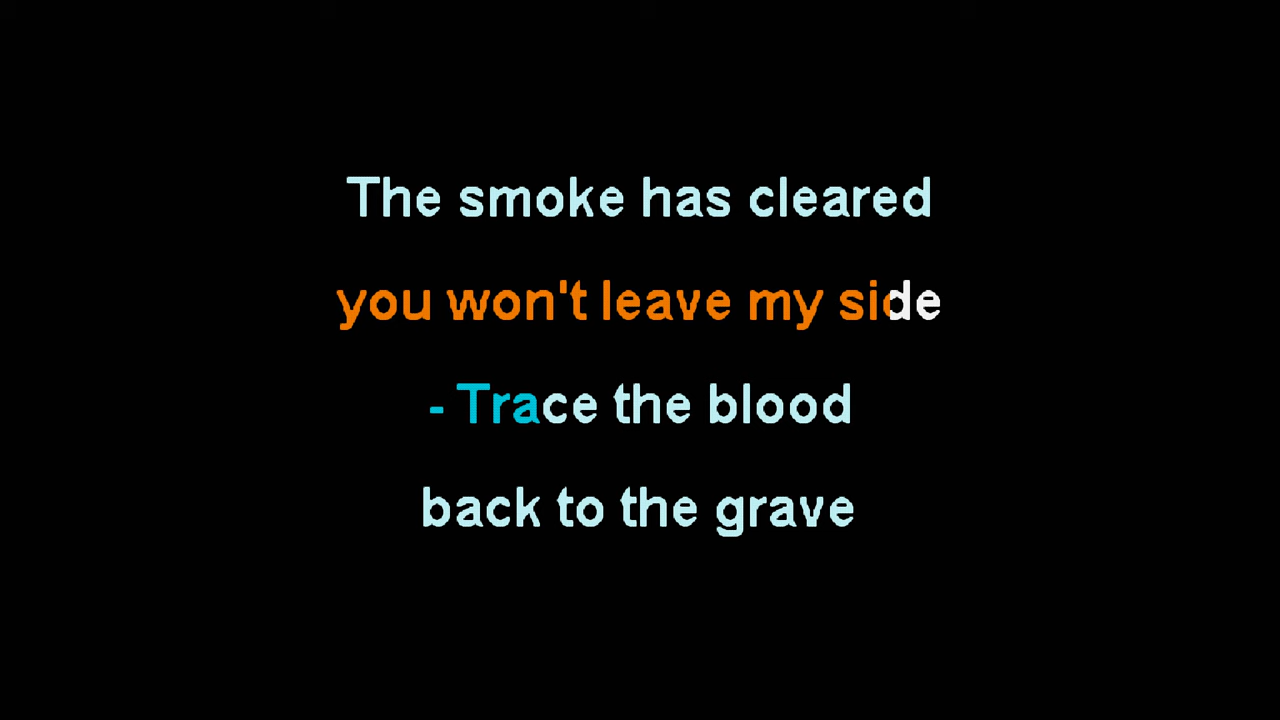 The smoke has cleared
you won't leave my side
- Trace the blood
back to the grave